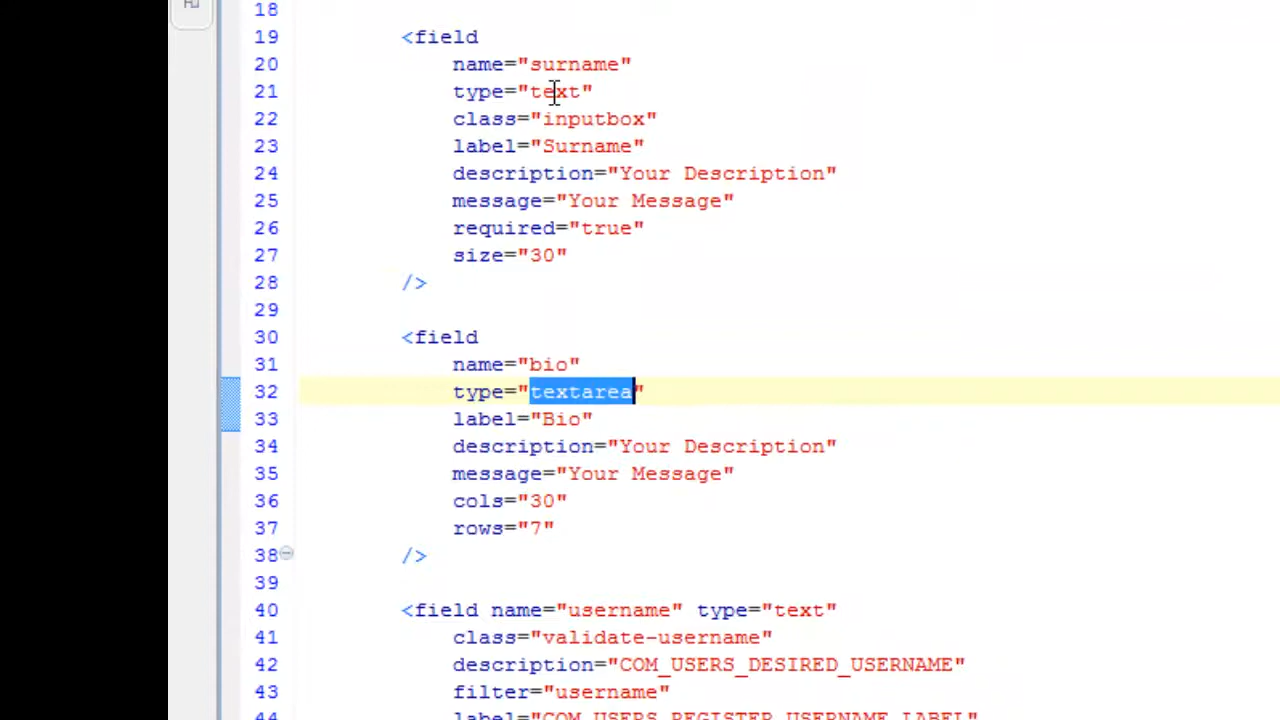 18
19 <field
20 name="surname"
21 type="text"
22 class="inputbox"
23 label="Surname"
24 description="Your Description"
25 message="Your Message"
26 required="true"
27 size="30"
28 />
29
30 <field
31 name="bio"
32 type="textarea"
33 label="Bio"
34 description="Your Description"
35 message="Your Message"
36 cols="30"
37 rows="7"
38 />
39
40 <field name="username" type="text"
41 class="validate-username"
42 description="COM_USERS_DESIRED_USERNAME"
43 filter="username"
44 label="COM_USERS_REGISTER_USERNAME_LABEL"